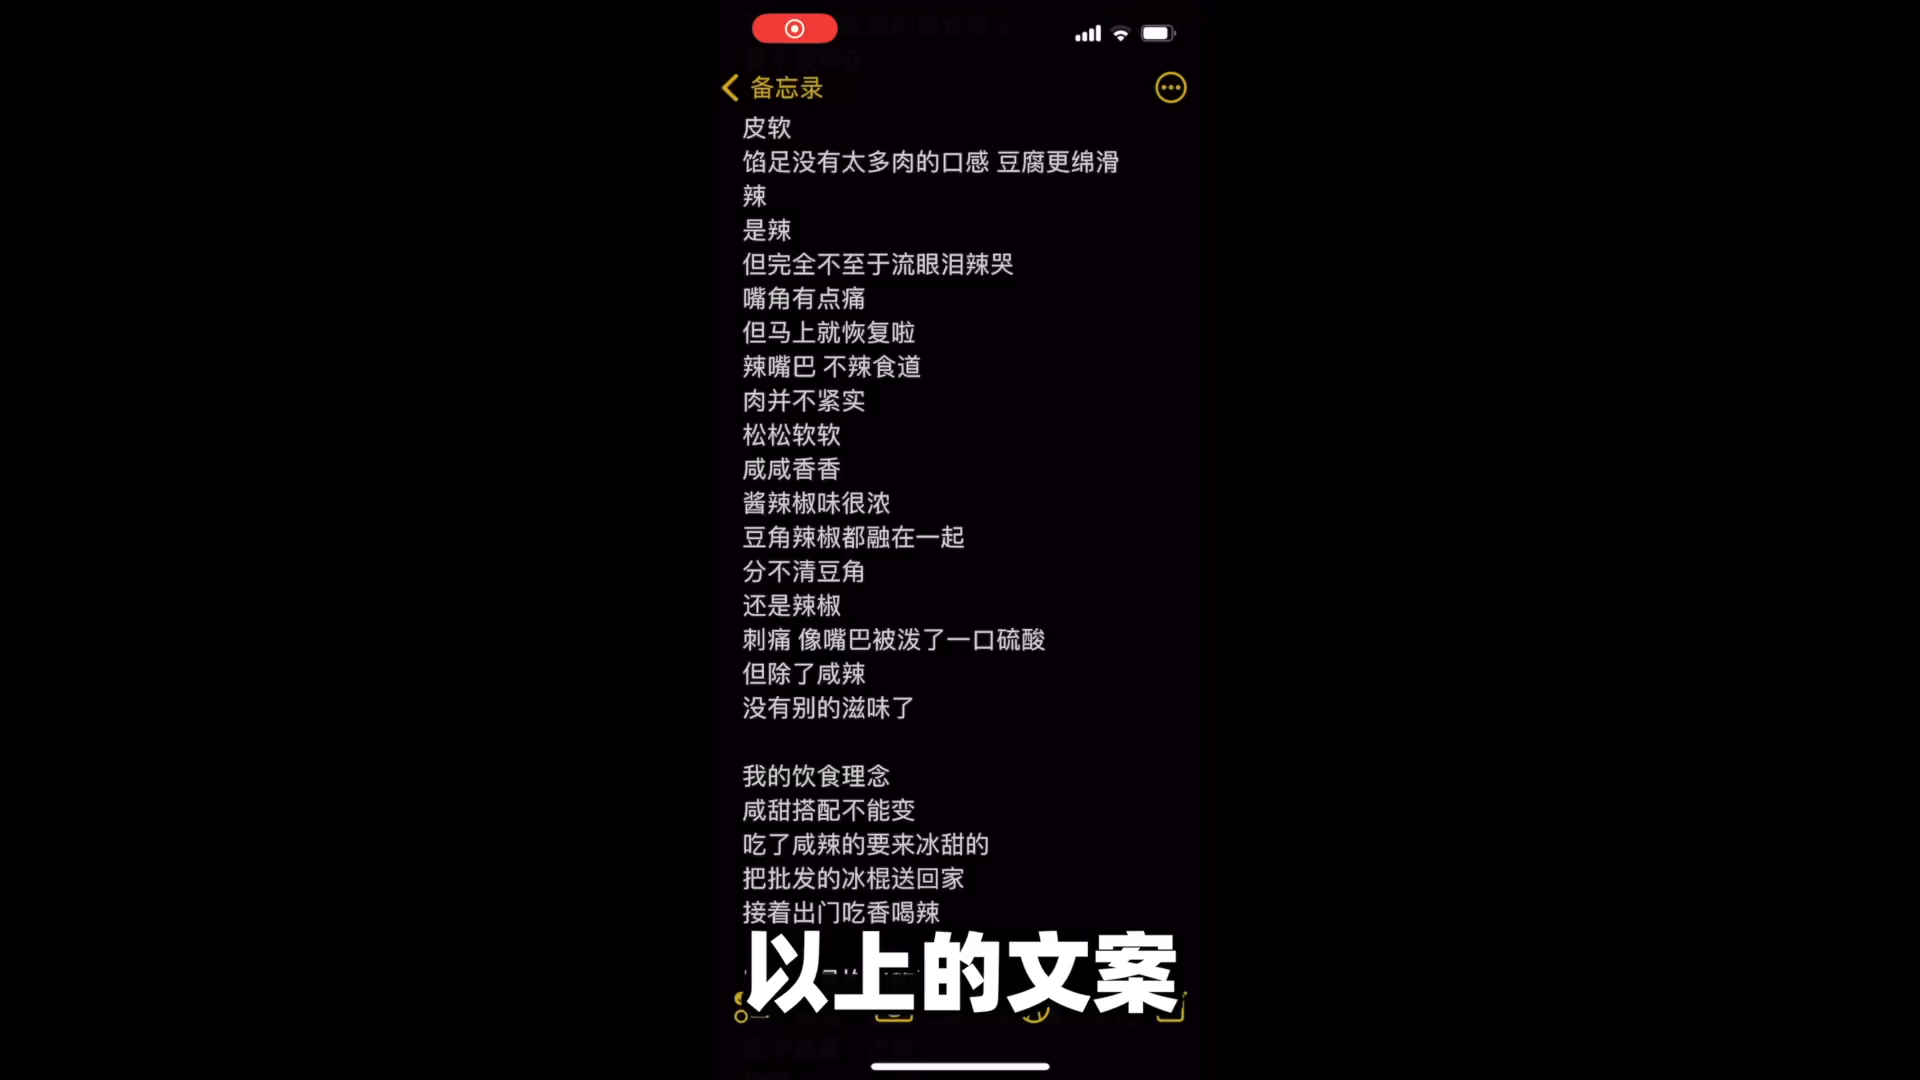 备忘录
皮软
馅足没有太多肉的口感 豆腐更绵滑
辣
是辣
但完全不至于流眼泪辣哭
嘴角有点痛
但马上就恢复啦
辣嘴巴 不辣食道
肉并不紧实
松松软软
咸咸香香
酱辣椒味很浓
豆角辣椒都融在一起
分不清豆角
还是辣椒
刺痛 像嘴巴被泼了一口硫酸
但除了咸辣
没有别的滋味了
我的饮食理念
咸甜搭配不能变
吃了咸辣的要来冰甜的
把批发的冰棍送回家
接着出门吃香喝辣
以上的文案